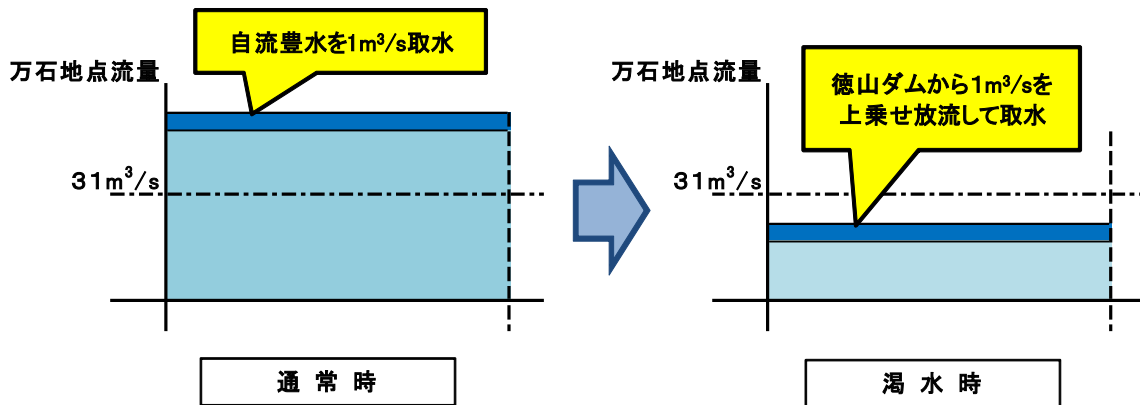 自流豊水を1m³/s取水
万石地点流量
31m³/s
通常時
徳山ダムから1m³/sを
上乗せ放流して取水
万石地点流量
31m³/s
渇水時